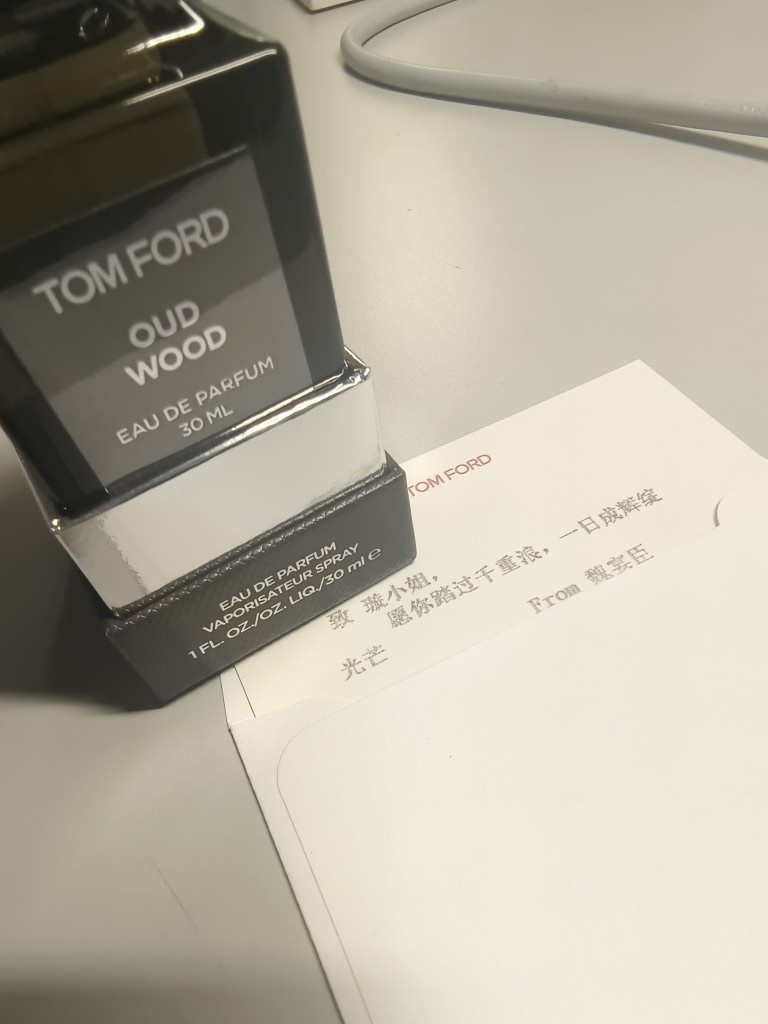 TOM FORD
OUD
WOOD
EAU DE PARFUM
30 ML
EAU DE PARFUM
VAPORISATEUR SPRAY
1 FL. OZ./OZ. LIQ./30 ml ℮
TOM FORD
致 璇小姐，
愿你踏过千重浪，一日成辉绽
光芒
From 魏宾臣